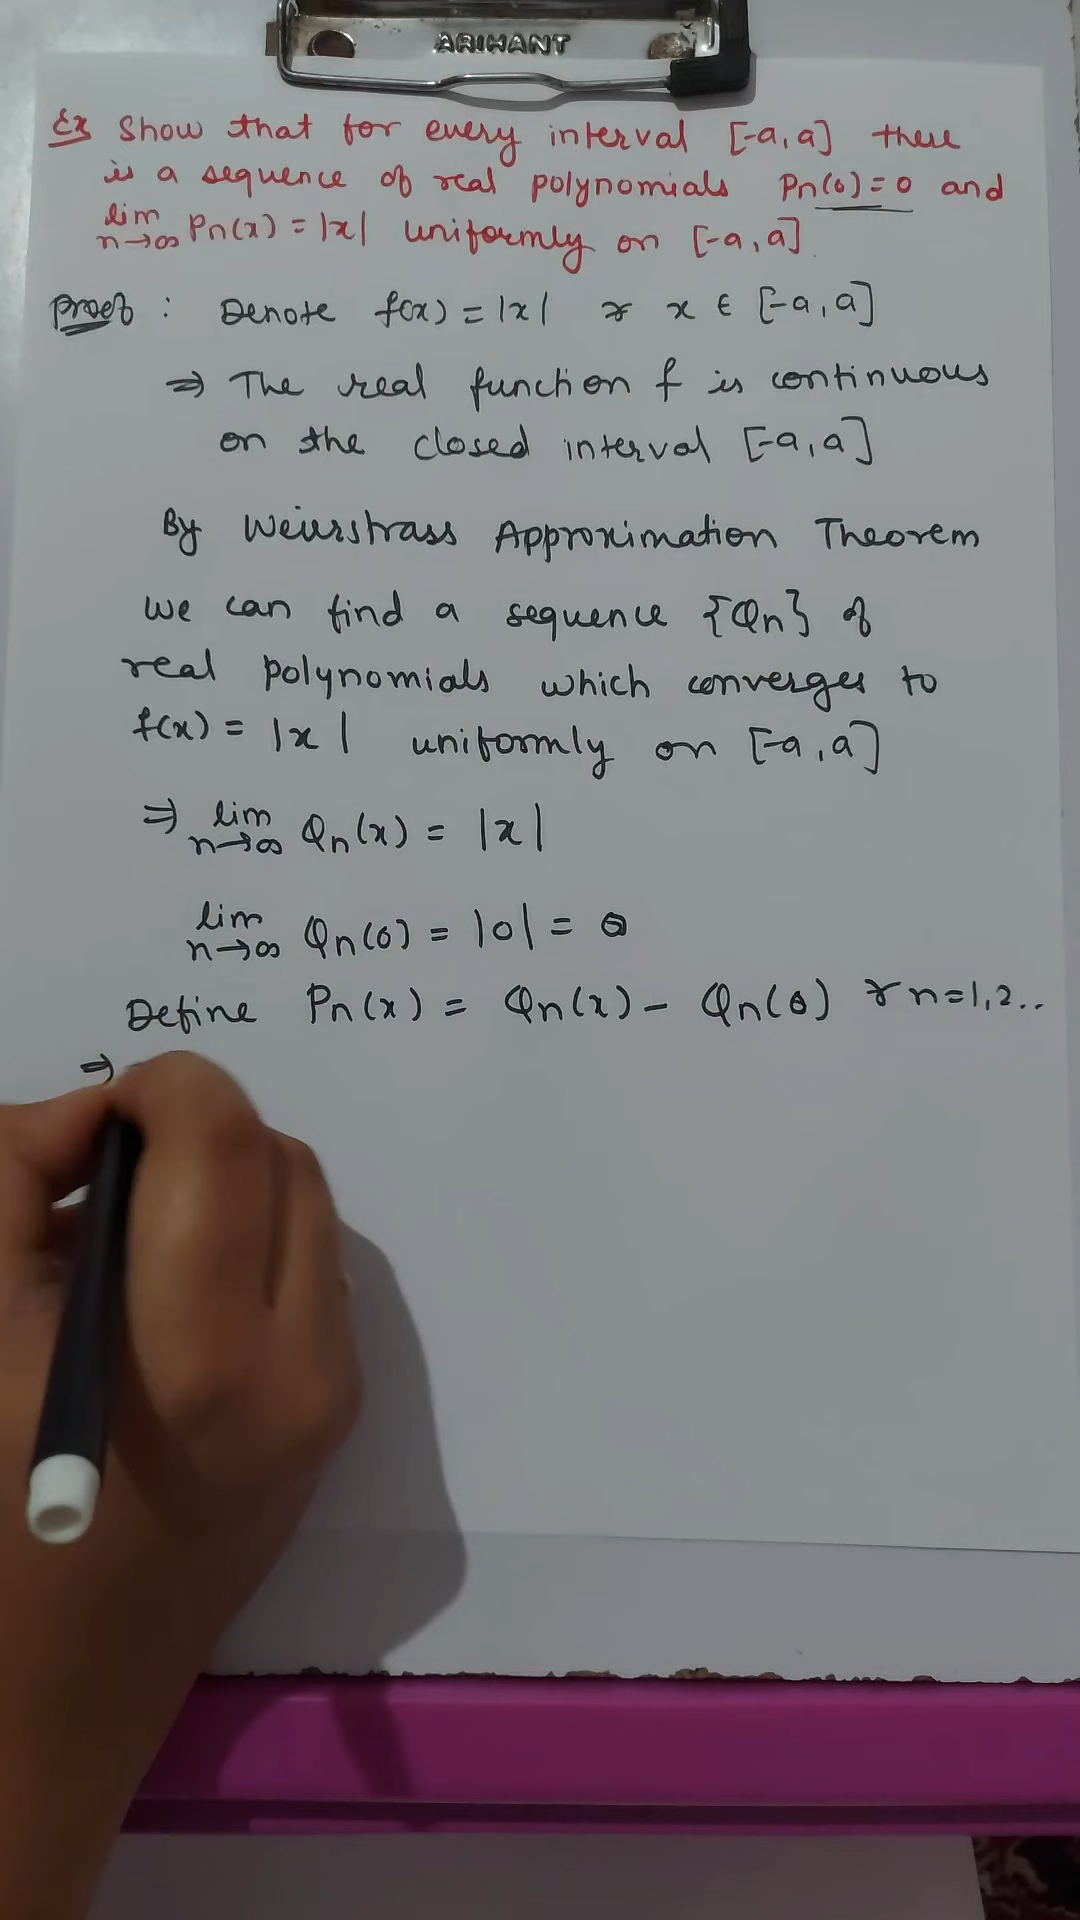 ARIHANT
Ex Show that for every interval [-a,a] there
is a sequence of real polynomials Pn(0)=0 and
lim n→∞ Pn(x) = |x| uniformly on [-a,a].
Proof : Denote f(x) = |x| ∀ x ∈ [-a,a]
⇒ The real function f is continuous
on the closed interval [-a,a]
By Weierstrass Approximation Theorem
we can find a sequence {Qn} of
real polynomials which converges to
f(x) = |x| uniformly on [-a,a]
⇒ lim n→∞ Qn(x) = |x|
lim n→∞ Qn(0) = |0| = 0
Define Pn(x) = Qn(x) - Qn(0) ∀ n=1,2..
⇒